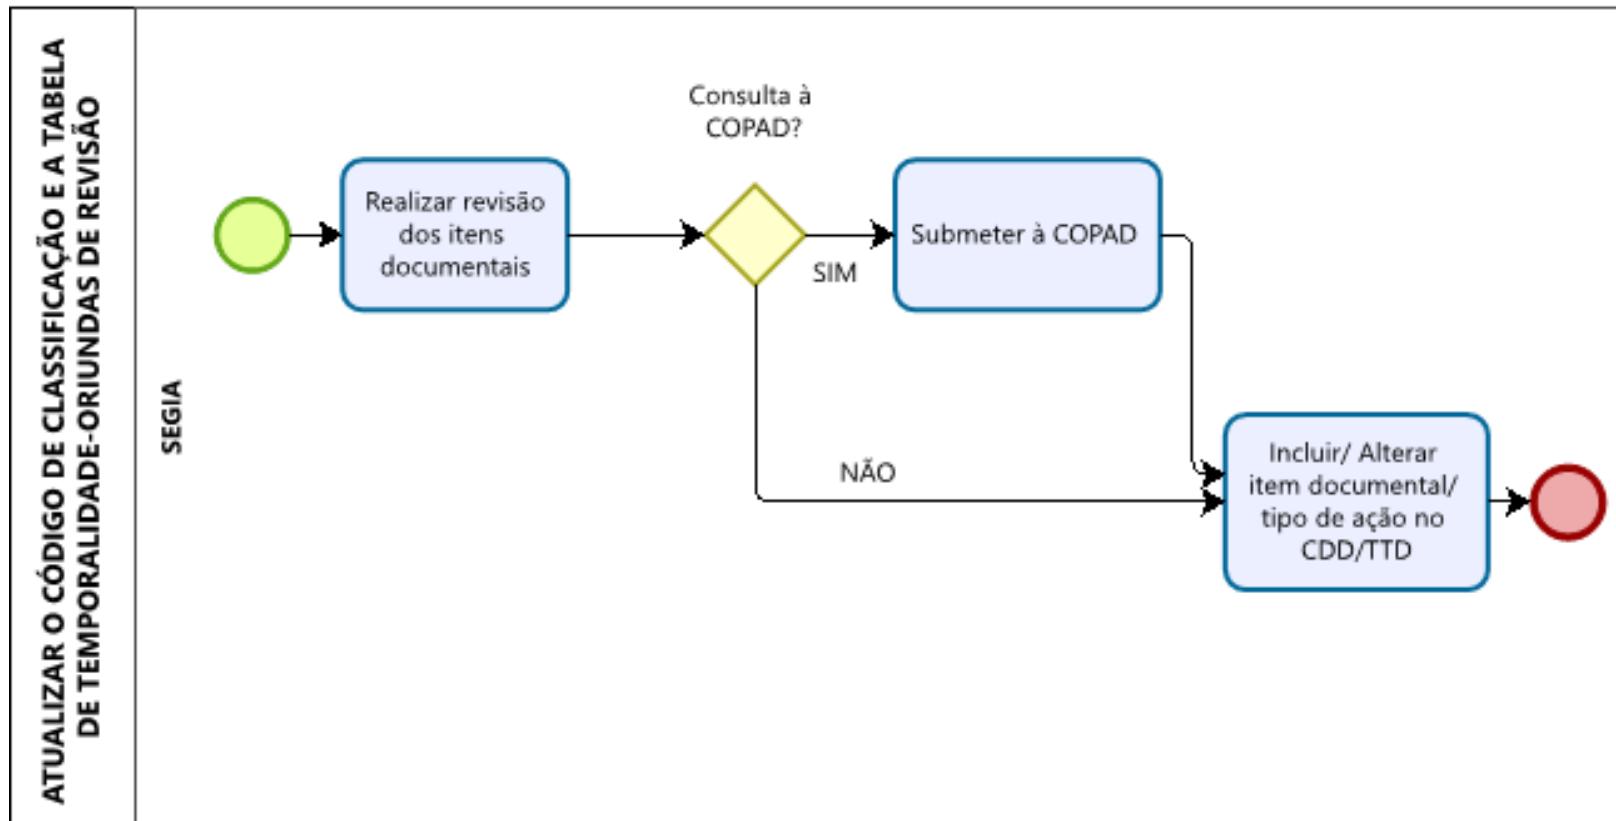 ATUALIZAR O CÓDIGO DE CLASSIFICAÇÃO E A TABELA
DE TEMPORALIDADE-ORIUNDAS DE REVISÃO
SEGIA
Realizar revisão
dos itens
documentais
Consulta à
COPAD?
SIM
Submeter à COPAD
NÃO
Incluir/ Alterar
item documental/
tipo de ação no
CDD/TTD